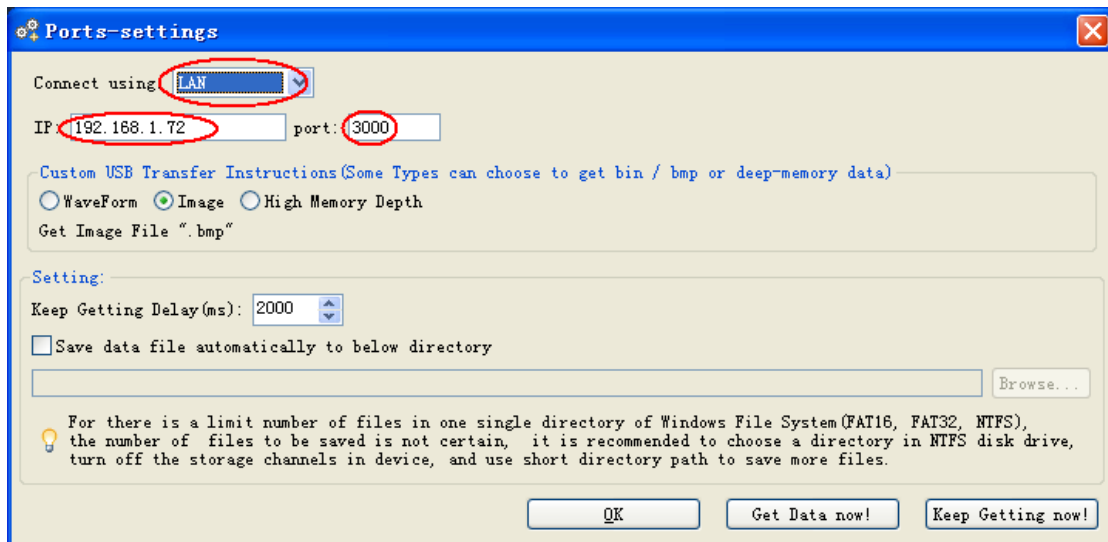 Ports-settings
Connect using: LAN
IP: 192.168.1.72 port: 3000
Custom USB Transfer Instructions(Some Types can choose to get bin / bmp or deep-memory data)
WaveForm Image High Memory Depth
Get Image File ".bmp"
Setting:
Keep Getting Delay(ms): 2000
Save data file automatically to below directory
Browse...
For there is a limit number of files in one single directory of Windows File System(FAT16, FAT32, NTFS),
the number of files to be saved is not certain, it is recommended to choose a directory in NTFS disk drive,
turn off the storage channels in device, and use short directory path to save more files.
OK Get Data now! Keep Getting now!